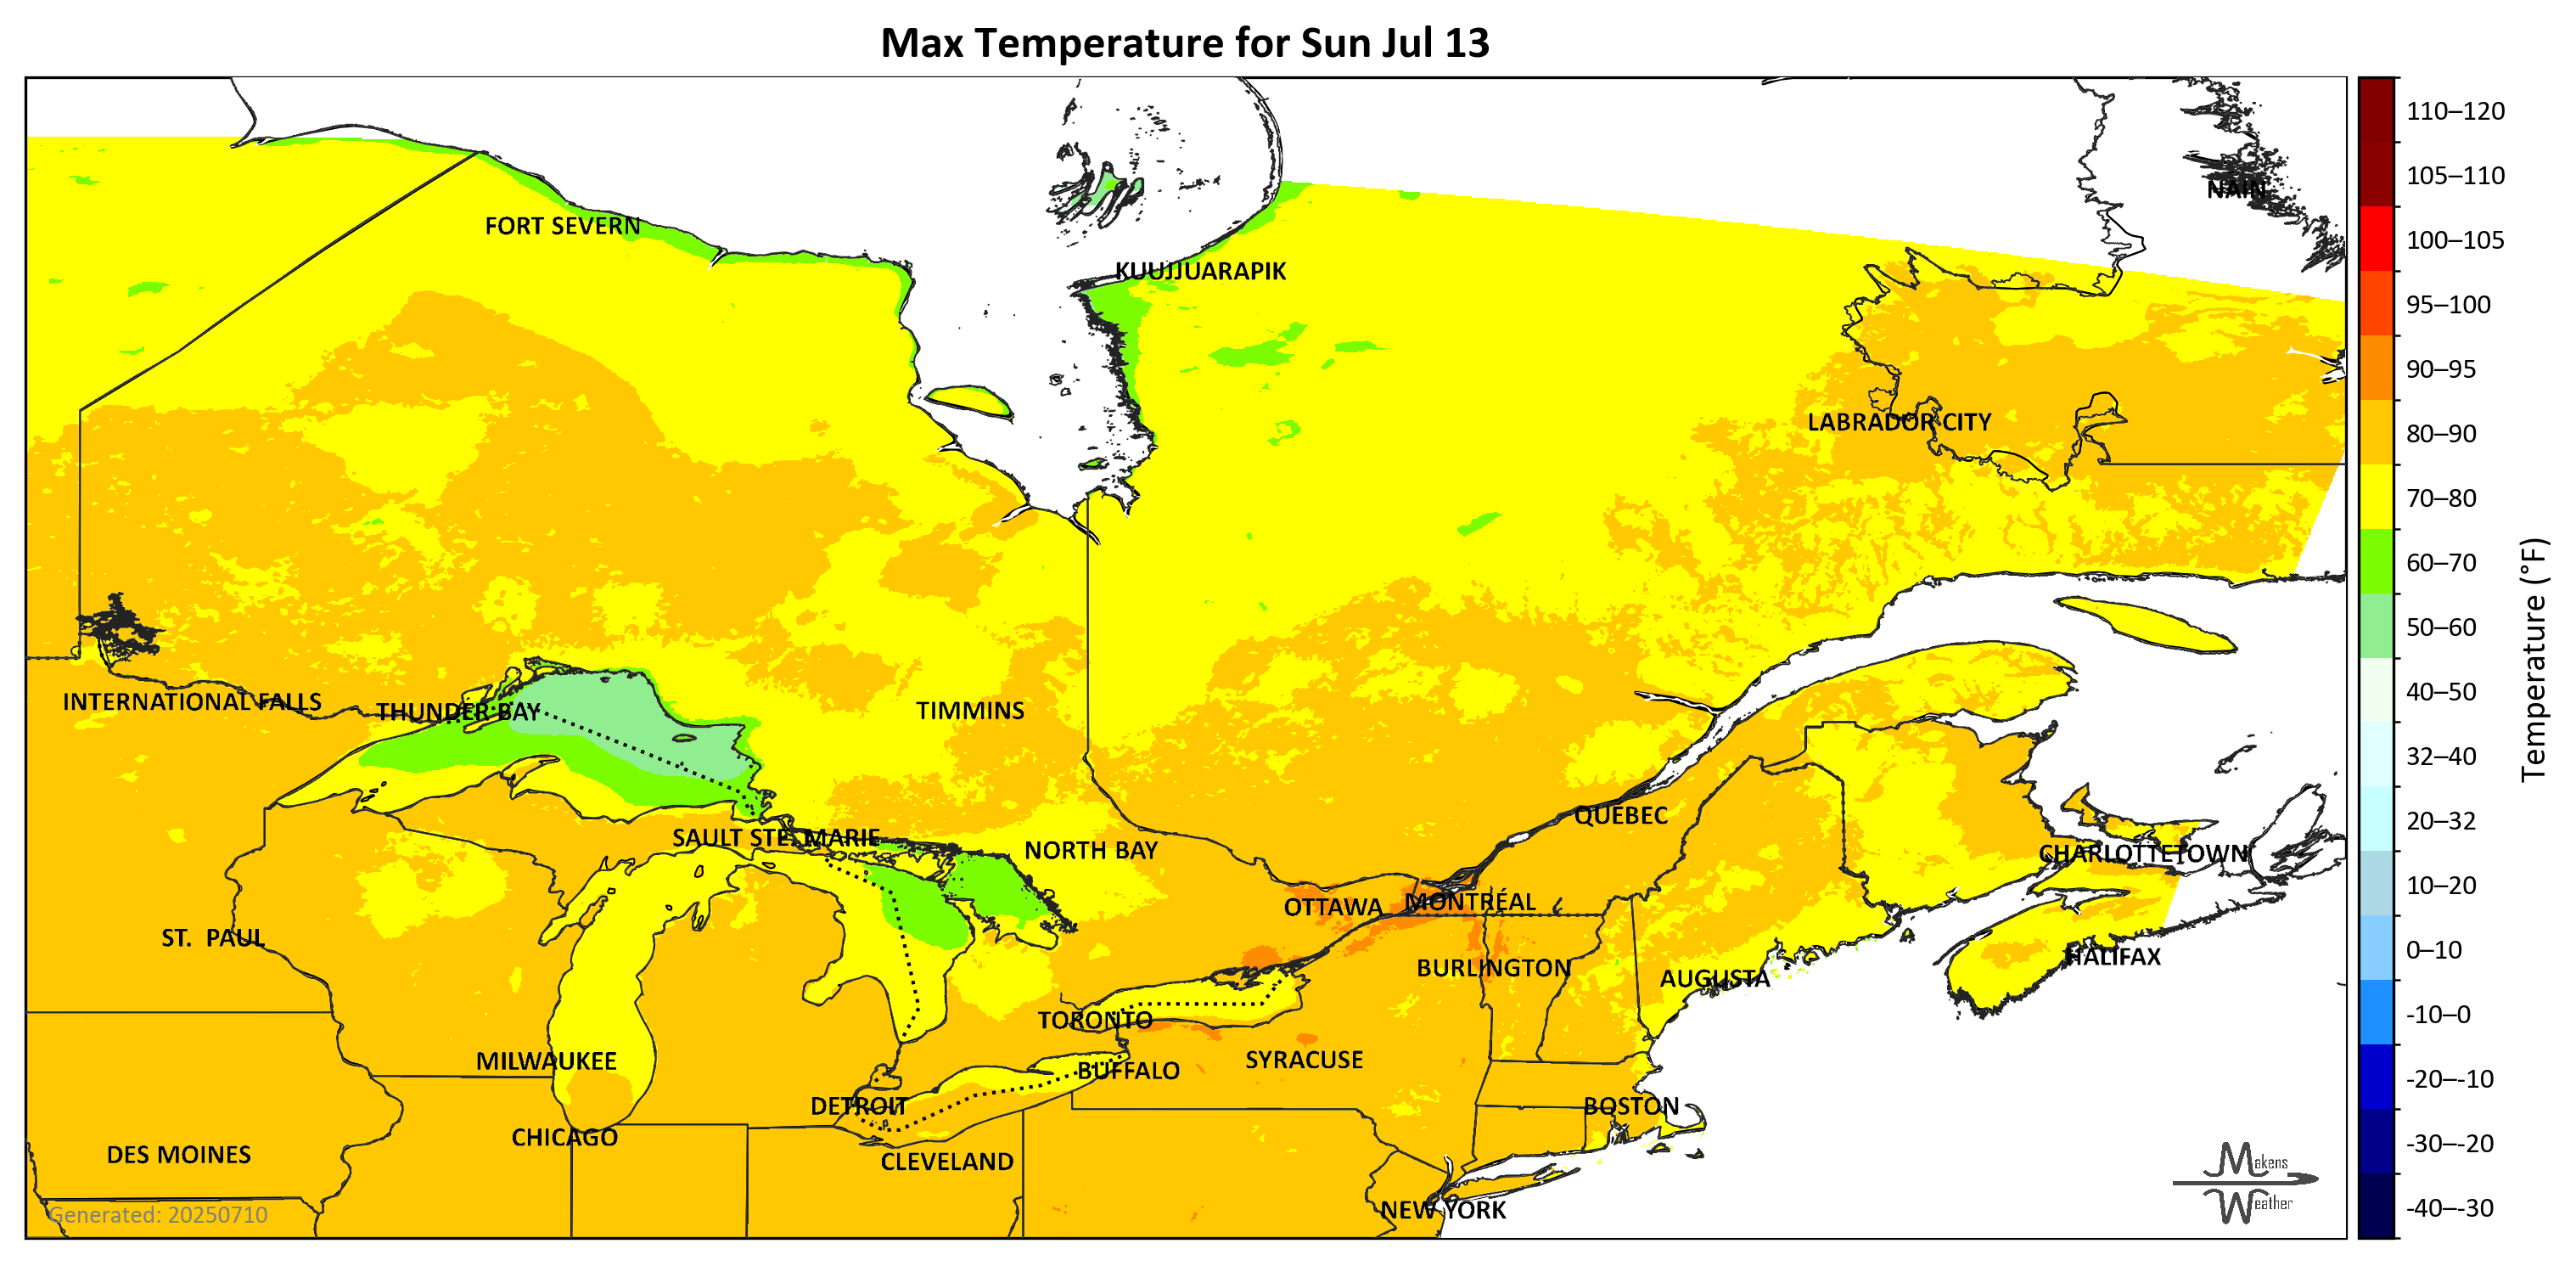 Max Temperature for Sun Jul 13
110–120
105–110
NAIN
FORT SEVERN
100–105
KUUJJUARAPIK
95–100
90–95
LABRADOR CITY
80–90
70–80
60–70
50–60
Temperature (°F)
INTERNATIONAL FALLS
THUNDER BAY
TIMMINS
40–50
32–40
QUÉBEC
20–32
SAULT STE. MARIE
NORTH BAY
CHARLOTTETOWN
10–20
OTTAWA
MONTRÉAL
ST. PAUL
0–10
HALIFAX
BURLINGTON
AUGUSTA
TORONTO
-10–0
MILWAUKEE
SYRACUSE
BUFFALO
-20–-10
DETROIT
BOSTON
CHICAGO
-30–-20
DES MOINES
CLEVELAND
Makens
Weather
NEW YORK
-40–-30
Generated: 20250710